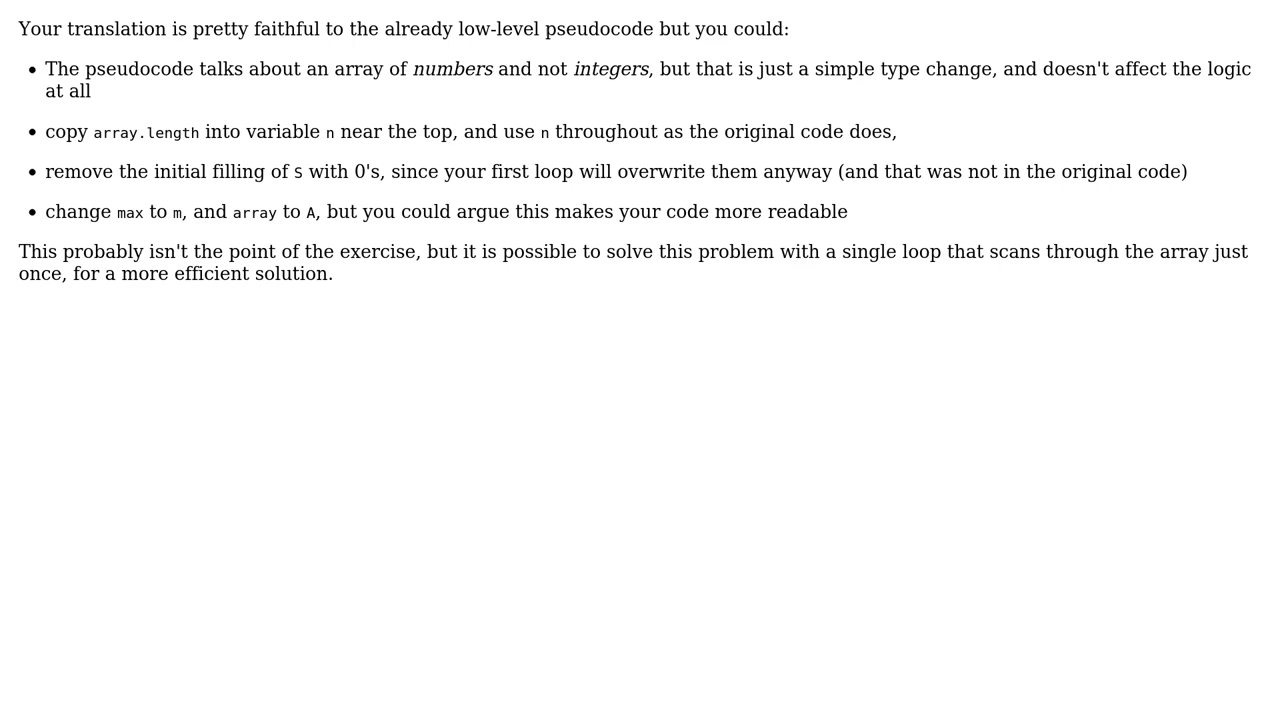 Your translation is pretty faithful to the already low-level pseudocode but you could:
• The pseudocode talks about an array of numbers and not integers, but that is just a simple type change, and doesn't affect the logic
at all
• copy array.length into variable n near the top, and use n throughout as the original code does,
• remove the initial filling of S with 0's, since your first loop will overwrite them anyway (and that was not in the original code)
• change max to m, and array to A, but you could argue this makes your code more readable
This probably isn't the point of the exercise, but it is possible to solve this problem with a single loop that scans through the array just
once, for a more efficient solution.